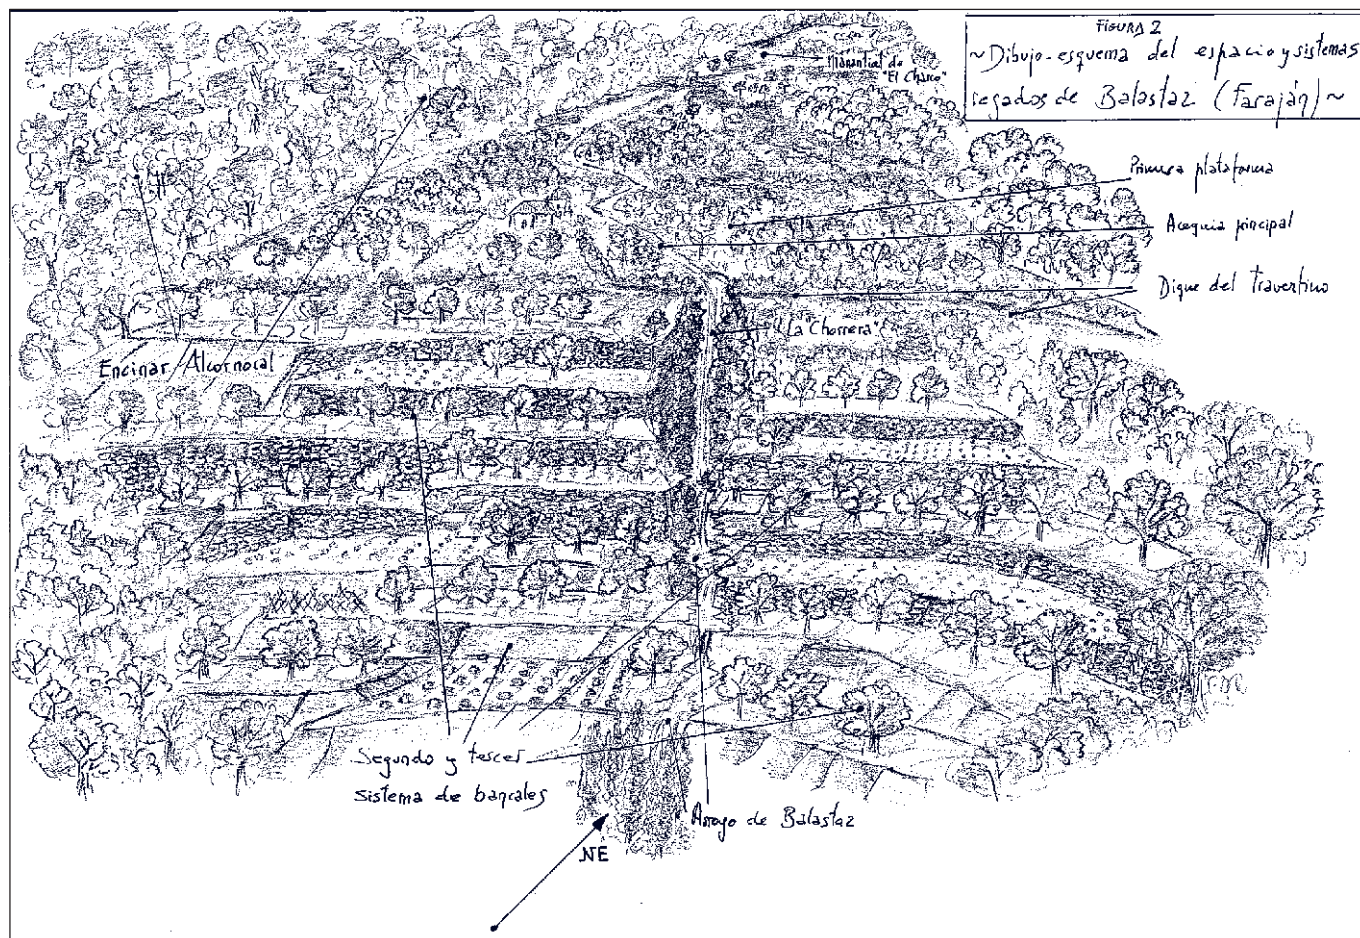 FIGURA 2
~Dibujo-esquema del espacio y sistemas
regados de Balastaz (Faraján)~
Manantial de
"El Charco"
Primera plataforma
Acequia principal
Dique del travertino
"La Chorrera"
Encinar/Alcornocal
Segundo y tercer
sistema de bancales
Arroyo de Balastaz
NE